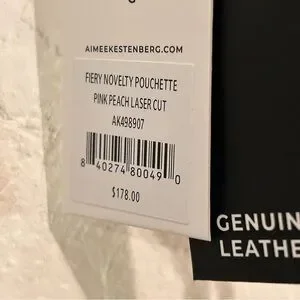 AIMEEKESTENBERG.COM
FIERY NOVELTY POUCHETTE
PINK PEACH LASER CUT
AK498907
8 40274 80049 0
$178.00
GENUIN
LEATHE